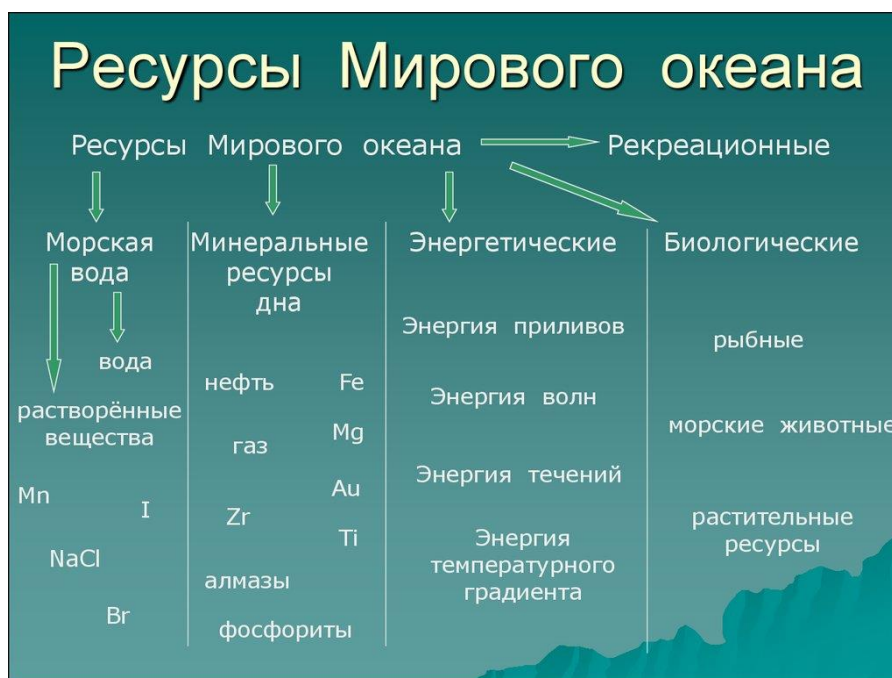 Ресурсы Мирового океана
Ресурсы Мирового океана
Рекреационные
Морская
вода
вода
растворённые
вещества
Mn
I
NaCl
Br
Минеральные
ресурсы
дна
нефть
Fe
газ
Mg
Zr
Au
Ti
алмазы
фосфориты
Энергетические
Энергия приливов
Энергия волн
Энергия течений
Энергия
температурного
градиента
Биологические
рыбные
морские животные
растительные
ресурсы